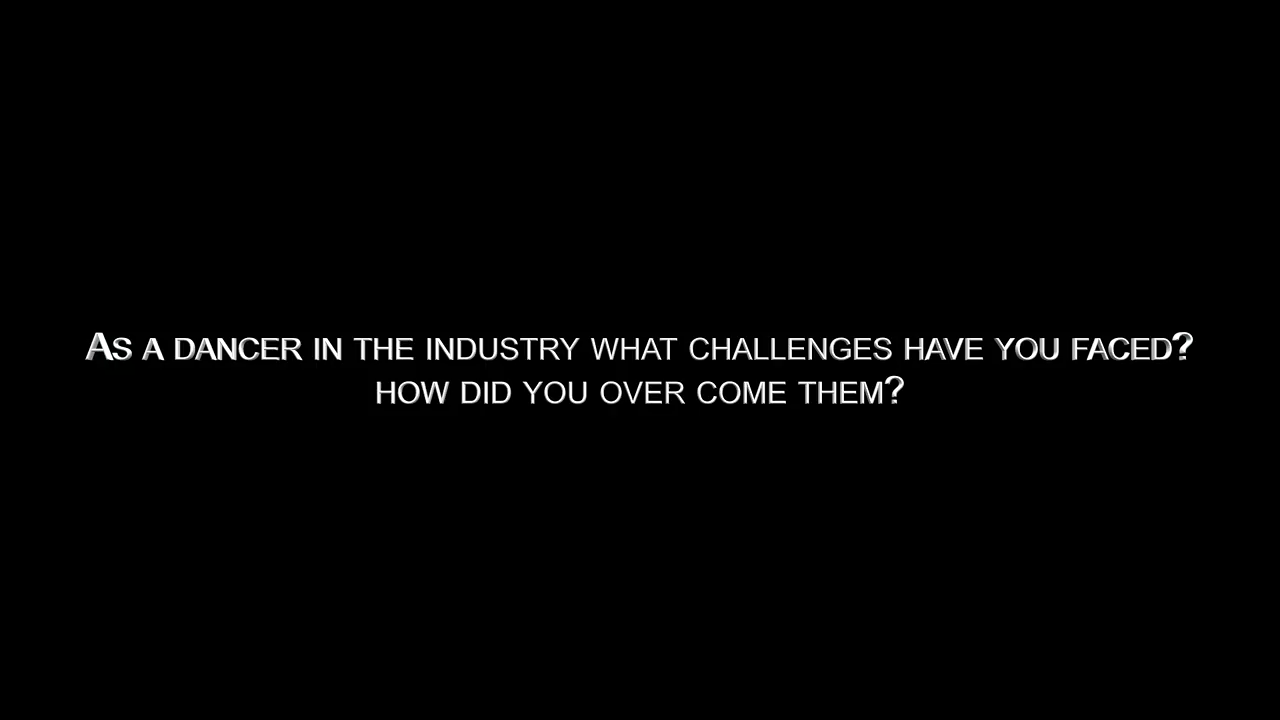 As a dancer in the industry what challenges have you faced?
how did you over come them?